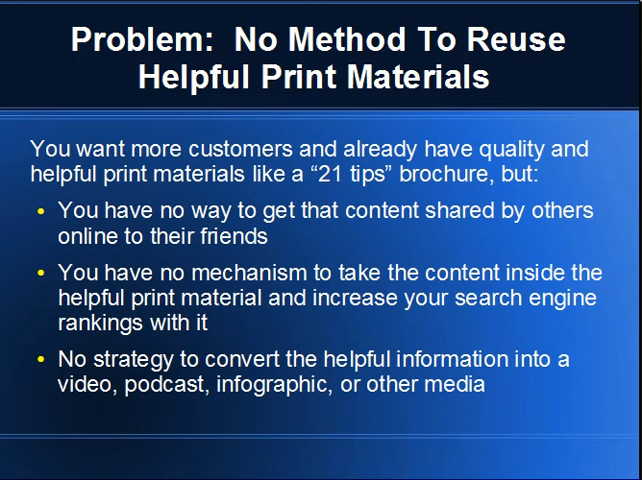 Problem:  No Method To Reuse
Helpful Print Materials
You want more customers and already have quality and
helpful print materials like a “21 tips” brochure, but:
• You have no way to get that content shared by others
online to their friends
• You have no mechanism to take the content inside the
helpful print material and increase your search engine
rankings with it
• No strategy to convert the helpful information into a
video, podcast, infographic, or other media